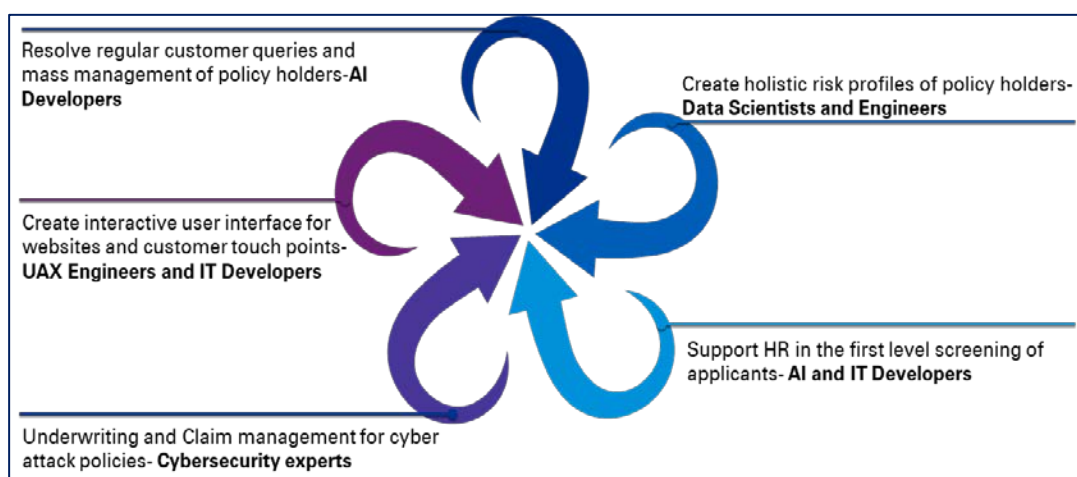 Resolve regular customer queries and
mass management of policy holders-AI
Developers
Create holistic risk profiles of policy holders-
Data Scientists and Engineers
Create interactive user interface for
websites and customer touch points-
UAX Engineers and IT Developers
Support HR in the first level screening of
applicants- AI and IT Developers
Underwriting and Claim management for cyber
attack policies- Cybersecurity experts